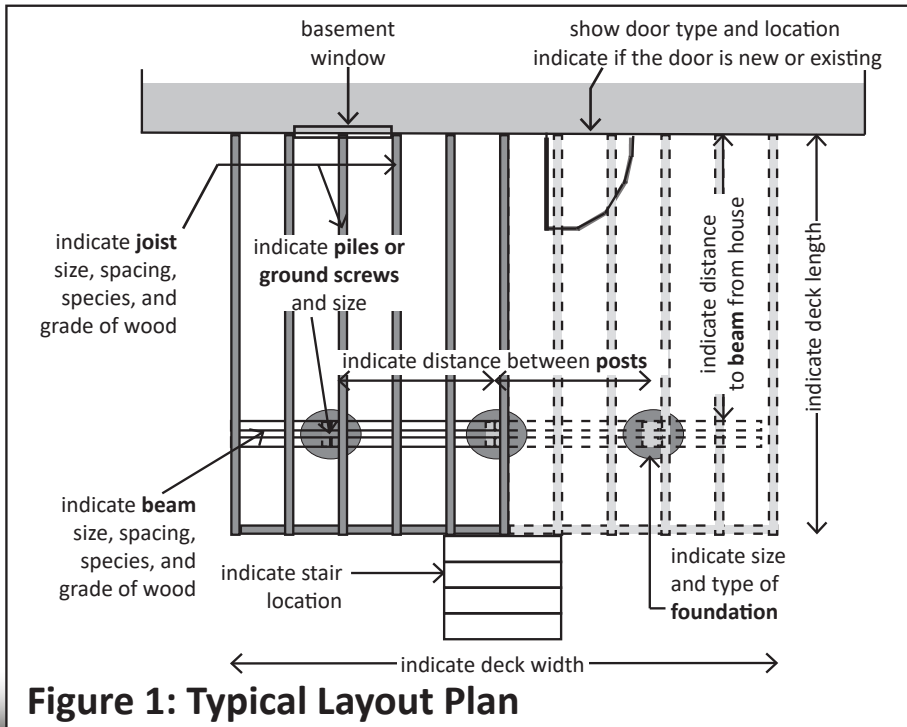 basement
window
show door type and location
indicate if the door is new or existing
indicate joist
size, spacing,
species, and
grade of wood
indicate piles or
ground screws
and size
indicate distance
to beam from house
indicate deck length
indicate distance between posts
indicate beam
size, spacing,
species, and
grade of wood
indicate stair
location
indicate size
and type of
foundation
indicate deck width
Figure 1: Typical Layout Plan